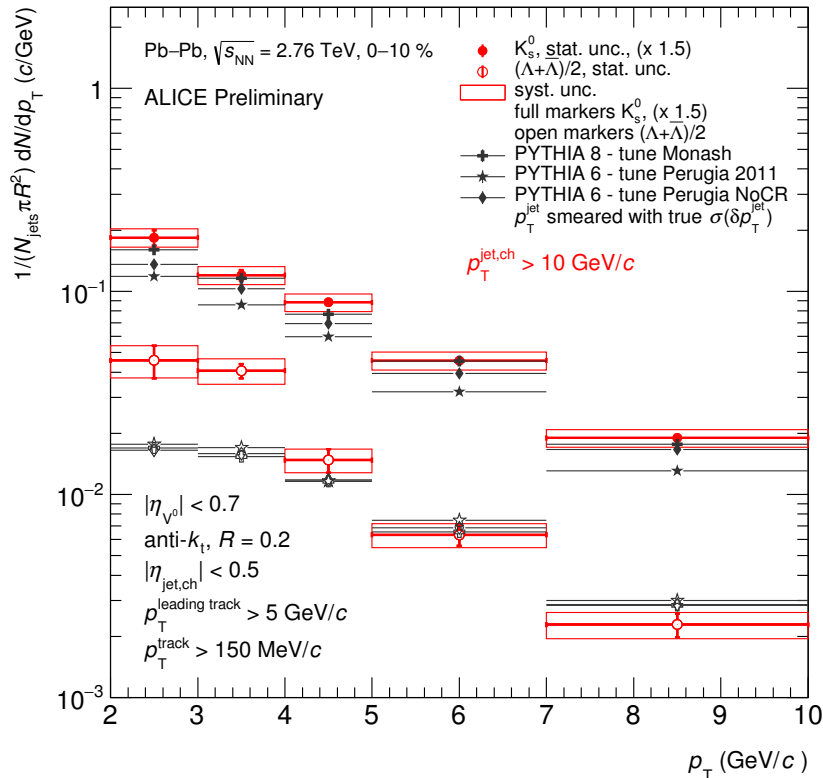 Pb–Pb, √s_NN = 2.76 TeV, 0–10 %
ALICE Preliminary
K⁰_s, stat. unc., (x 1.5)
(Λ+Λ̅)/2, stat. unc.
syst. unc.
full markers K⁰_s, (x 1.5)
open markers (Λ+Λ̅)/2
PYTHIA 8 - tune Monash
PYTHIA 6 - tune Perugia 2011
PYTHIA 6 - tune Perugia NoCR
p_T^jet smeared with true σ(δp_T^jet)
p_T^jet,ch > 10 GeV/c
1/(N_jets πR²) dN/dp_T (c/GeV)
1
10⁻¹
10⁻²
10⁻³
|η_V⁰| < 0.7
anti-k_t, R = 0.2
|η_jet,ch| < 0.5
p_T^leading track > 5 GeV/c
p_T^track > 150 MeV/c
2 3 4 5 6 7 8 9 10
p_T (GeV/c)